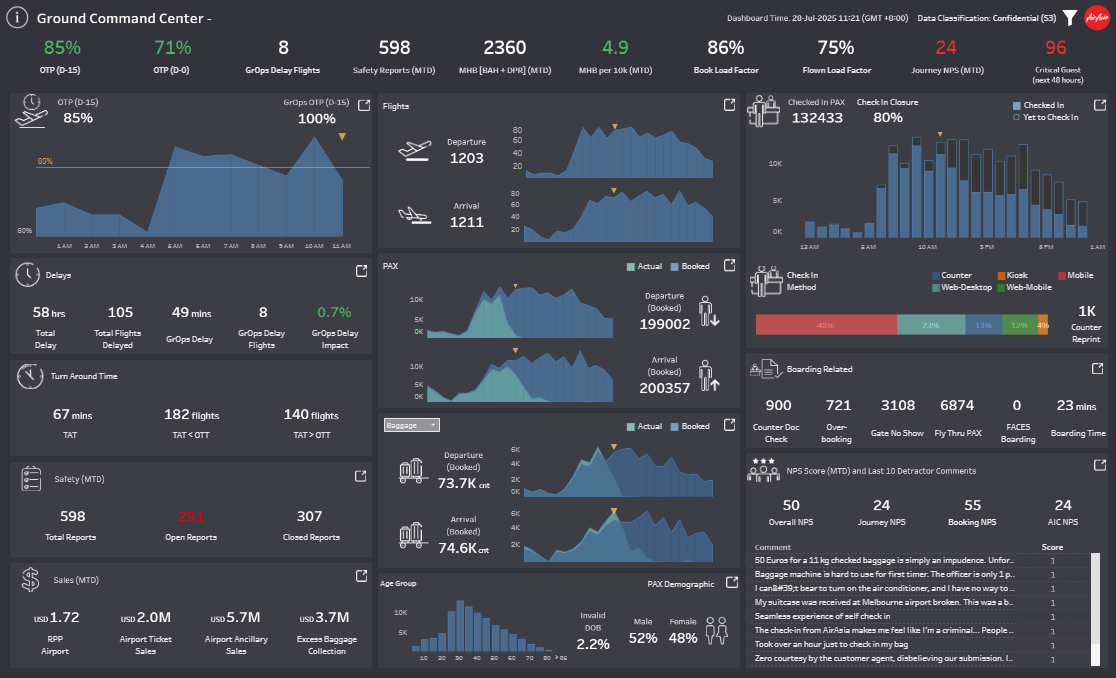 Ground Command Center -
Dashboard Time: 28-Jul-2025 11:21 (GMT +8:00)
Data Classification: Confidential (S3)
AirAsia
85%
71%
8
598
2360
4.9
86%
75%
24
96
OTP (D-15)
OTP (D-0)
GrOps Delay Flights
Safety Reports (MTD)
MHB [BAH + DPR] (MTD)
MHB per 10k (MTD)
Book Load Factor
Flown Load Factor
Journey NPS (MTD)
Critical Guest
(next 48 hours)
OTP (D-15)
85%
GrOps OTP (D-15)
100%
85%
80%
1 AM 2 AM 3 AM 4 AM 5 AM 6 AM 7 AM 8 AM 9 AM 10 AM 11 AM
Delays
58 hrs
105
49 mins
8
0.7%
Total
Delay
Total Flights
Delayed
GrOps Delay
GrOps Delay
Flights
GrOps Delay
Impact
Turn Around Time
67 mins
182 flights
140 flights
TAT
TAT < OTT
TAT > OTT
Safety (MTD)
598
291
307
Total Reports
Open Reports
Closed Reports
Sales (MTD)
USD 1.72
USD 2.0M
USD 5.7M
USD 3.7M
RPP
Airport
Airport Ticket
Sales
Airport Ancillary
Sales
Excess Baggage
Collection
Flights
Departure
1203
80
60
40
20
Arrival
1211
80
60
40
20
PAX
Actual
Booked
10K
5K
0K
Departure
(Booked)
199002
10K
5K
0K
Arrival
(Booked)
200357
Baggage
Actual
Booked
Departure
(Booked)
73.7K cnt
6K
4K
2K
0K
Arrival
(Booked)
74.6K cnt
6K
4K
2K
Age Group
PAX Demographic
10K
5K
10 20 30 40 50 60 70 80 > 85
Invalid
DOB
2.2%
Male
52%
Female
48%
Checked In PAX
132433
Check In Closure
80%
Checked In
Yet to Check In
10K
5K
0K
12 AM
5 AM
10 AM
3 PM
8 PM
1 AM
Check In
Method
Counter
Kiosk
Mobile
Web-Desktop
Web-Mobile
48%
23%
13%
12%
4%
1K
Counter
Reprint
Boarding Related
900
721
3108
6874
0
23 mins
Counter Doc
Check
Over-
booking
Gate No Show
Fly Thru PAX
FACES
Boarding
Boarding Time
NPS Score (MTD) and Last 10 Detractor Comments
50
24
55
24
Overall NPS
Journey NPS
Booking NPS
AIC NPS
Comment
Score
50 Euros for a 11 kg checked baggage is simply an impudence. Unfor.. 1
Baggage machine is hard to use for first timer. The officer is only 1 p.. 1
I can&#39;t bear to turn on the air conditioner, and I have no way to .. 1
My suitcase was received at Melbourne airport broken. This was a b.. 1
Seamless experience of self check in 1
The check-in from AirAsia makes me feel like I'm a criminal... People .. 1
Took over an hour just to check in my bag 1
Zero courtesy by the customer agent, disbelieving our submission. I.. 1